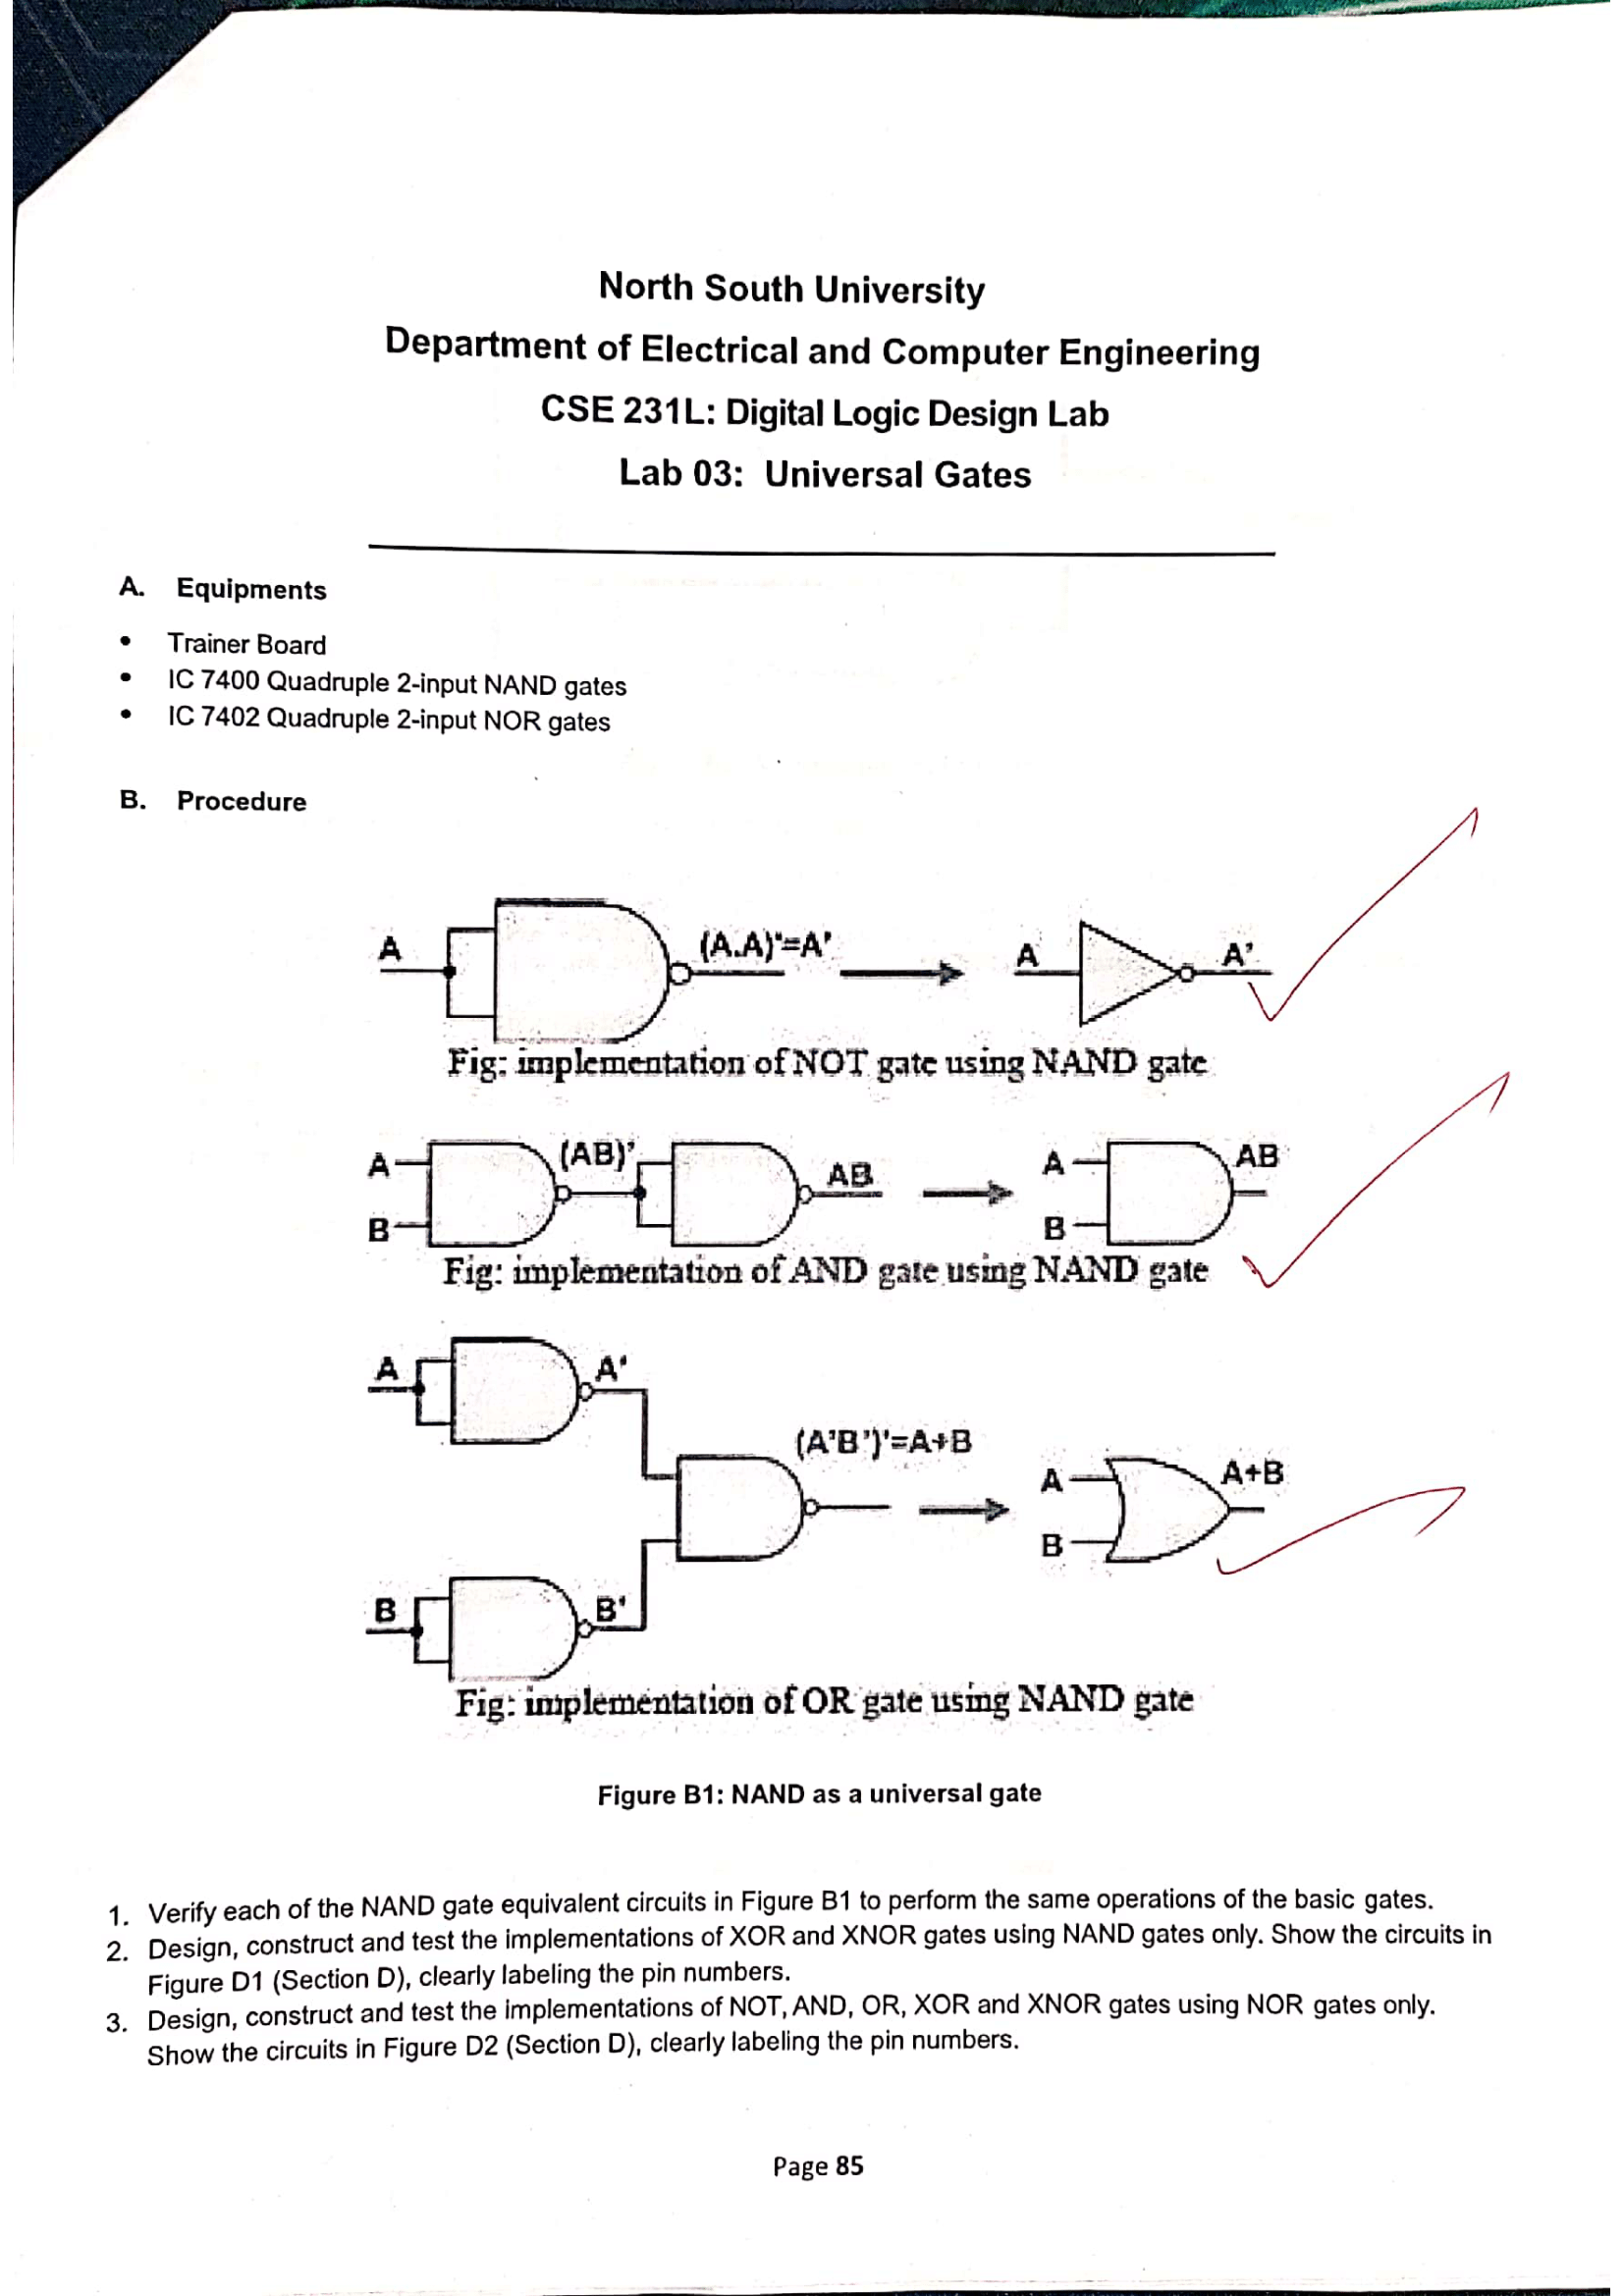 North South University
Department of Electrical and Computer Engineering
CSE 231L: Digital Logic Design Lab
Lab 03: Universal Gates
A. Equipments
• Trainer Board
• IC 7400 Quadruple 2-input NAND gates
• IC 7402 Quadruple 2-input NOR gates
B. Procedure
A (A.A)'=A' A A'
Fig: implementation of NOT gate using NAND gate
A (AB)' AB A AB
B B
Fig: implementation of AND gate using NAND gate
A A'
(A'B')'=A+B A A+B
B
B B'
Fig: implementation of OR gate using NAND gate
Figure B1: NAND as a universal gate
1. Verify each of the NAND gate equivalent circuits in Figure B1 to perform the same operations of the basic gates.
2. Design, construct and test the implementations of XOR and XNOR gates using NAND gates only. Show the circuits in
Figure D1 (Section D), clearly labeling the pin numbers.
3. Design, construct and test the implementations of NOT, AND, OR, XOR and XNOR gates using NOR gates only.
Show the circuits in Figure D2 (Section D), clearly labeling the pin numbers.
Page 85